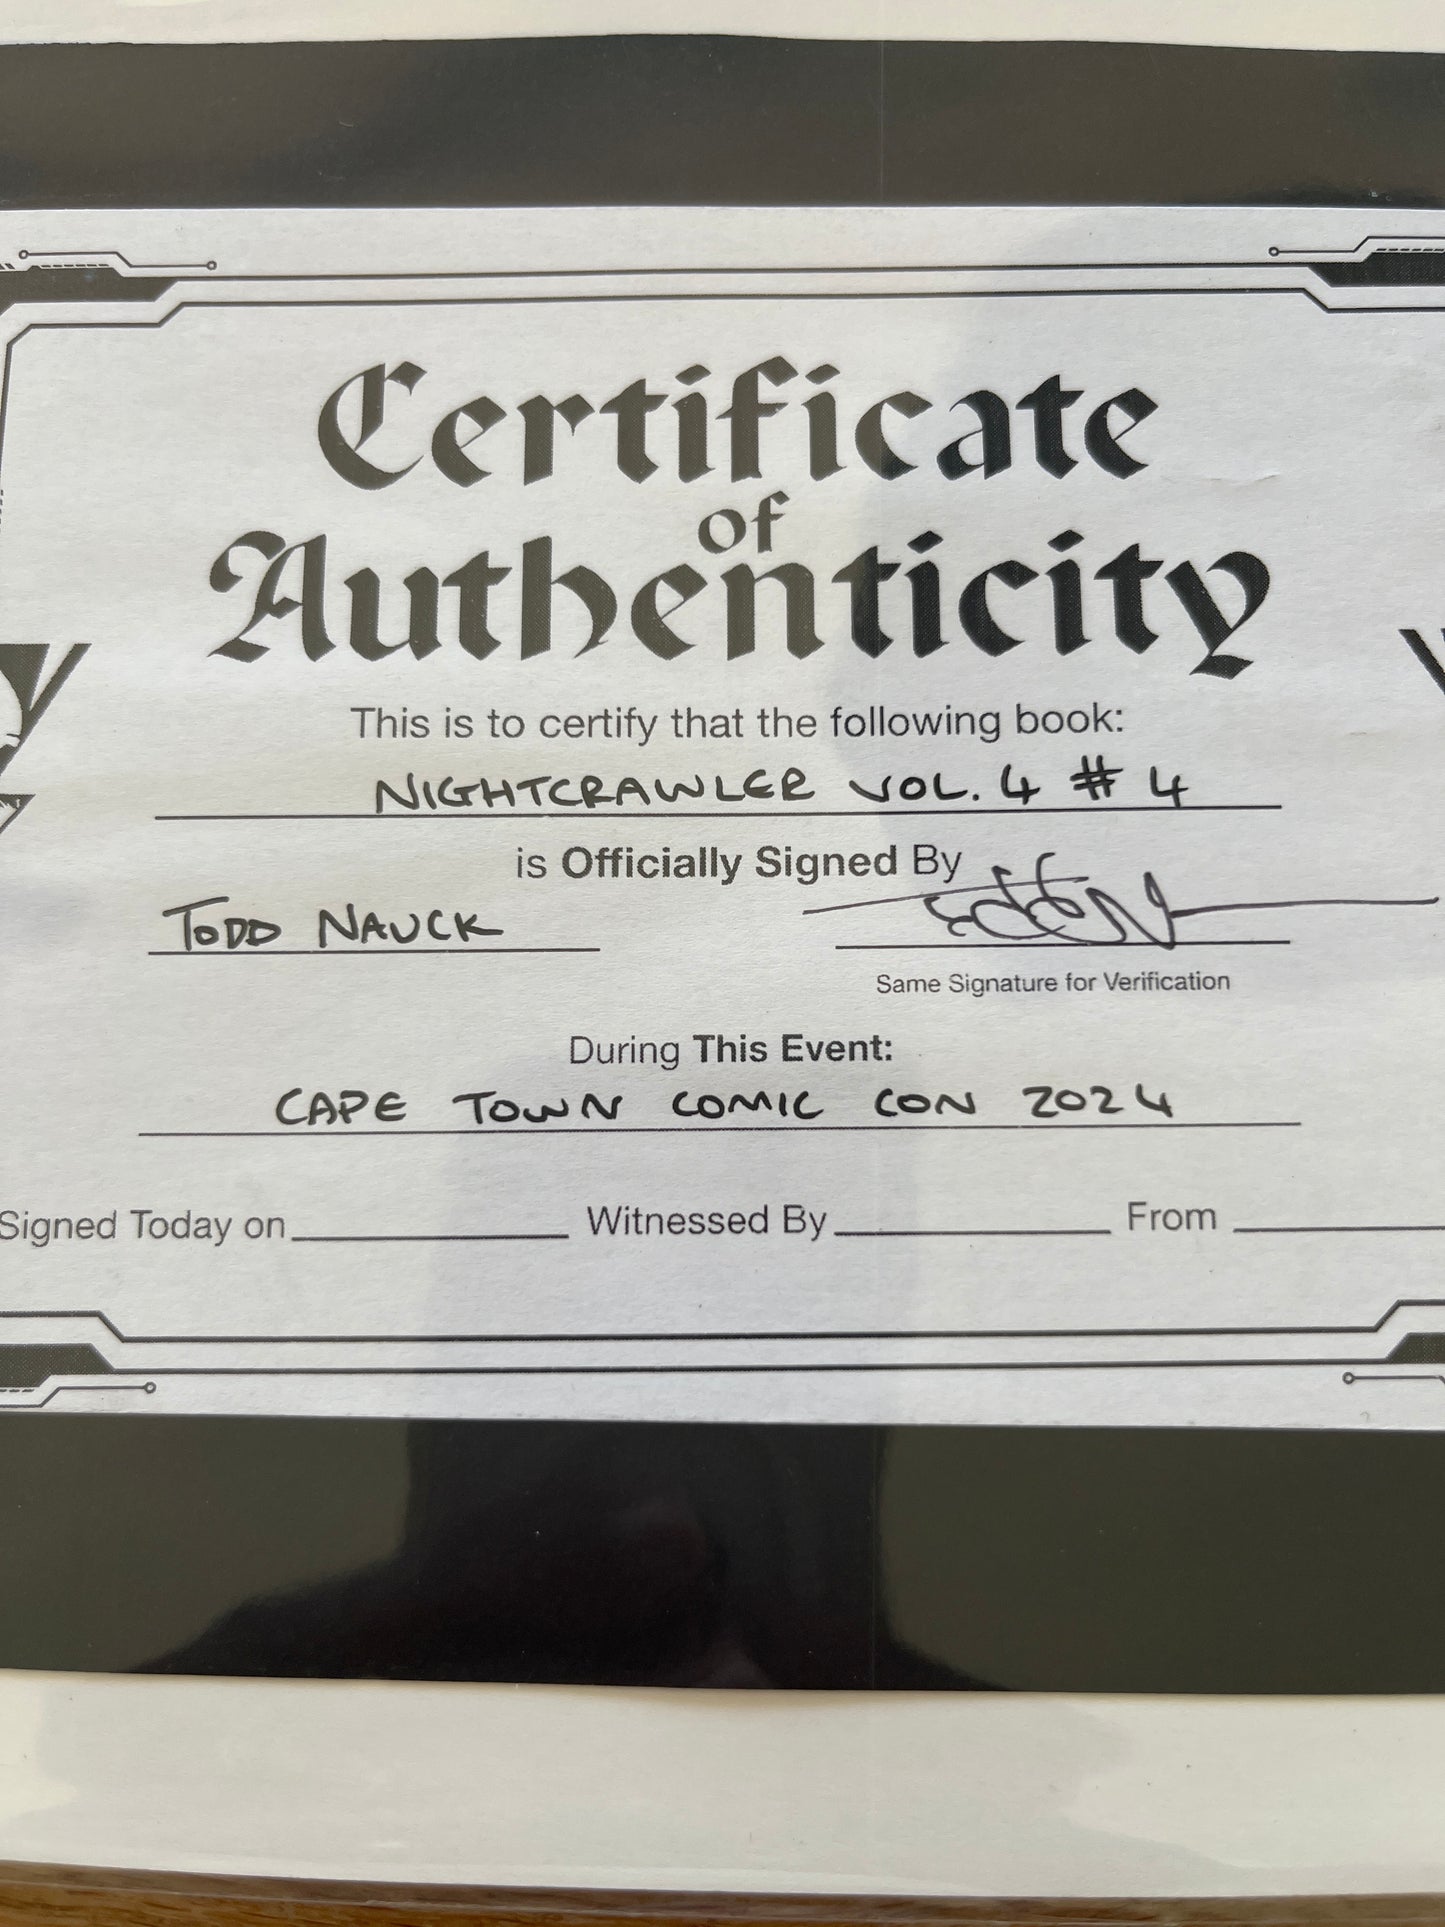 Certificate
of
Authenticity
This is to certify that the following book:
NIGHTCRAWLER VOL. 4 # 4
is Officially Signed By
TODD NAUCK
Same Signature for Verification
During This Event:
CAPE TOWN COMIC CON 2024
Signed Today on Witnessed By From